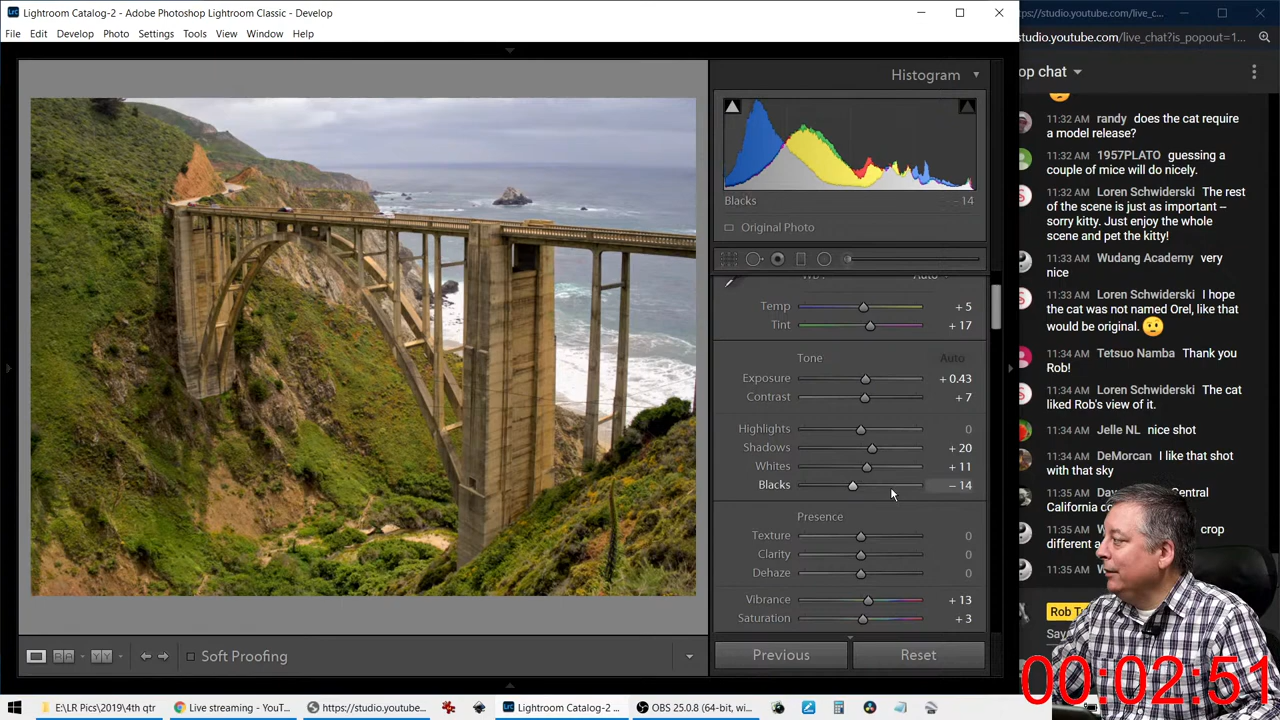 Lightroom Catalog-2 - Adobe Photoshop Lightroom Classic - Develop
File Edit Develop Photo Settings Tools View Window Help
Histogram
Blacks - 14
Original Photo
Auto
Temp + 5
Tint + 17
Tone Auto
Exposure + 0.43
Contrast + 7
Highlights 0
Shadows + 20
Whites + 11
Blacks - 14
Presence
Texture 0
Clarity 0
Dehaze 0
Vibrance + 13
Saturation + 3
Previous Reset
Soft Proofing
ttps://studio.youtube.com/live_c...
studio.youtube.com/live_chat?is_popout=1...
op chat
11:32 AM randy does the cat require
a model release?
11:33 AM 1957PLATO guessing a
couple of mice will do nicely.
11:32 AM Loren Schwiderski The rest
of the scene is just as important --
sorry kitty. Just enjoy the whole
scene and pet the kitty!
11:33 AM Wudang Academy very
nice
11:33 AM Loren Schwiderski I hope
the cat was not named Orel, like that
would be original.
11:34 AM Tetsuo Namba Thank you
Rob!
11:34 AM Loren Schwiderski The cat
liked Rob's view of it.
11:34 AM Jelle NL nice shot
11:34 AM DeMorcan I like that shot
with that sky
11:35 AM Central
California
11:35 AM crop
different
11:35 AM
Rob
Say
00:02:51
E:\LR Pics\2019\4th qtr
Live streaming - YouT...
https://studio.youtube...
Lightroom Catalog-2 ...
OBS 25.0.8 (64-bit, wi...